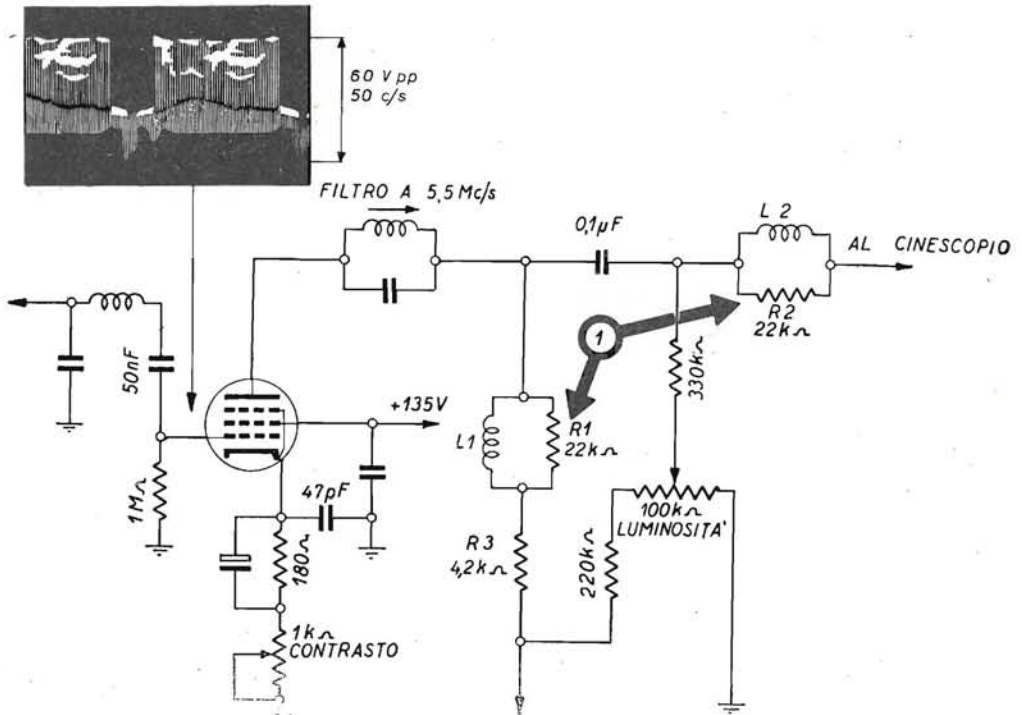 60 Vpp
50 c/s
FILTRO A 5,5 Mc/s
0,1µF
L 2
AL CINESCOPIO
R2
22kΩ
1
50nF
330kΩ
+135V
L1
R1
22kΩ
1MΩ
47pF
180Ω
R3
4,2kΩ
220kΩ
100kΩ
LUMINOSITA'
1kΩ
CONTRASTO